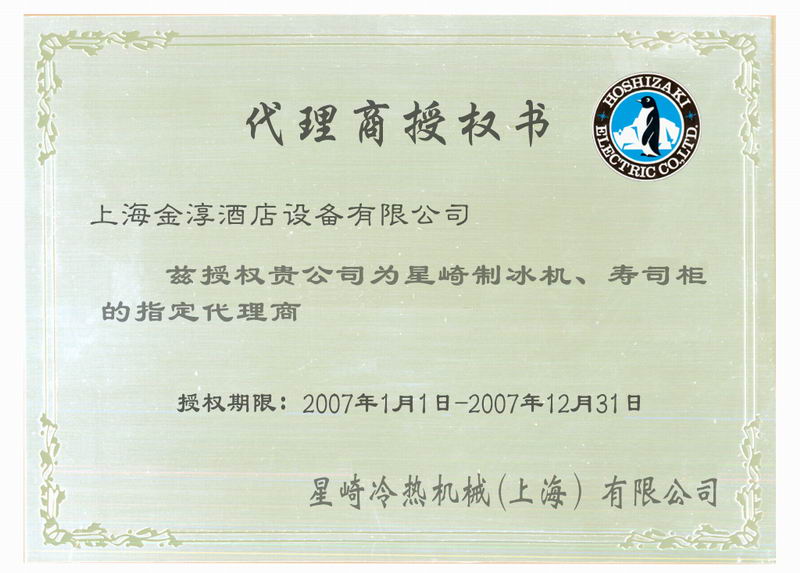 代理商授权书
HOSHIZAKI
ELECTRIC CO.,LTD.
上海金淳酒店设备有限公司
兹授权贵公司为星崎制冰机、寿司柜
的指定代理商
授权期限：2007年1月1日-2007年12月31日
星崎冷热机械(上海) 有限公司